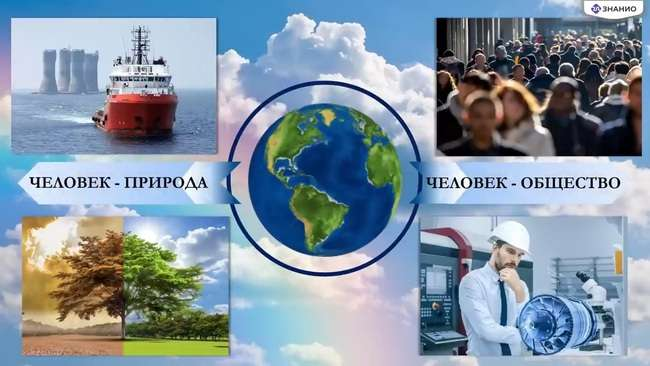 ЗНАНИО
ЧЕЛОВЕК - ПРИРОДА
ЧЕЛОВЕК - ОБЩЕСТВО